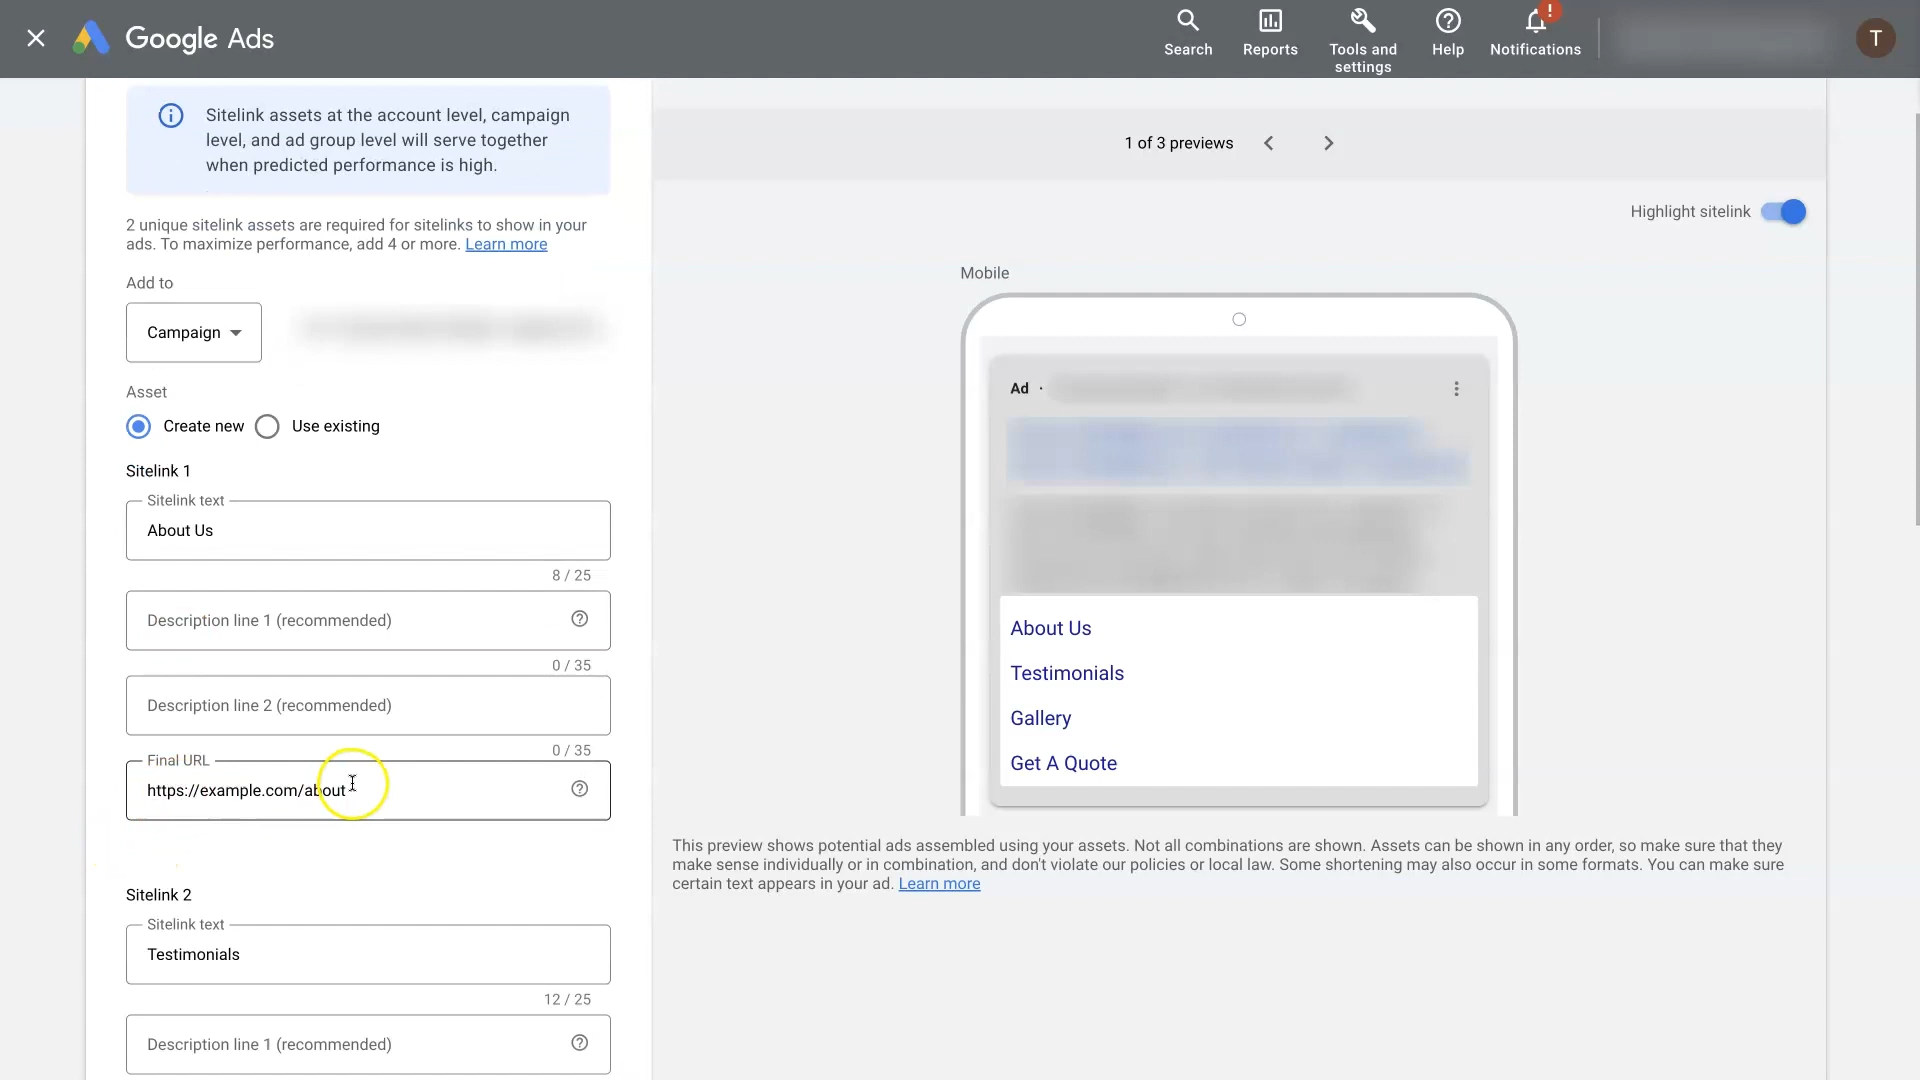 Google Ads
Search
Reports
Tools and
settings
Help
!
Notifications
T
Sitelink assets at the account level, campaign
level, and ad group level will serve together
when predicted performance is high.
2 unique sitelink assets are required for sitelinks to show in your
ads. To maximize performance, add 4 or more. Learn more
Add to
Campaign
Asset
Create new
Use existing
Sitelink 1
Sitelink text
About Us
8 / 25
Description line 1 (recommended)
0 / 35
Description line 2 (recommended)
0 / 35
Final URL
https://example.com/about
Sitelink 2
Sitelink text
Testimonials
12 / 25
Description line 1 (recommended)
1 of 3 previews
Highlight sitelink
Mobile
Ad ·
About Us
Testimonials
Gallery
Get A Quote
This preview shows potential ads assembled using your assets. Not all combinations are shown. Assets can be shown in any order, so make sure that they
make sense individually or in combination, and don't violate our policies or local law. Some shortening may also occur in some formats. You can make sure
certain text appears in your ad. Learn more